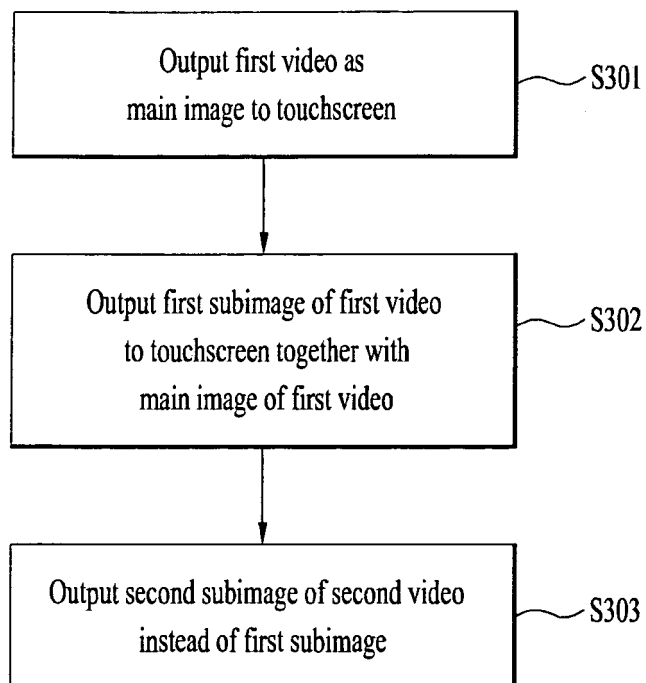 Output first video as
main image to touchscreen
S301
Output first subimage of first video
to touchscreen together with
main image of first video
S302
Output second subimage of second video
instead of first subimage
S303